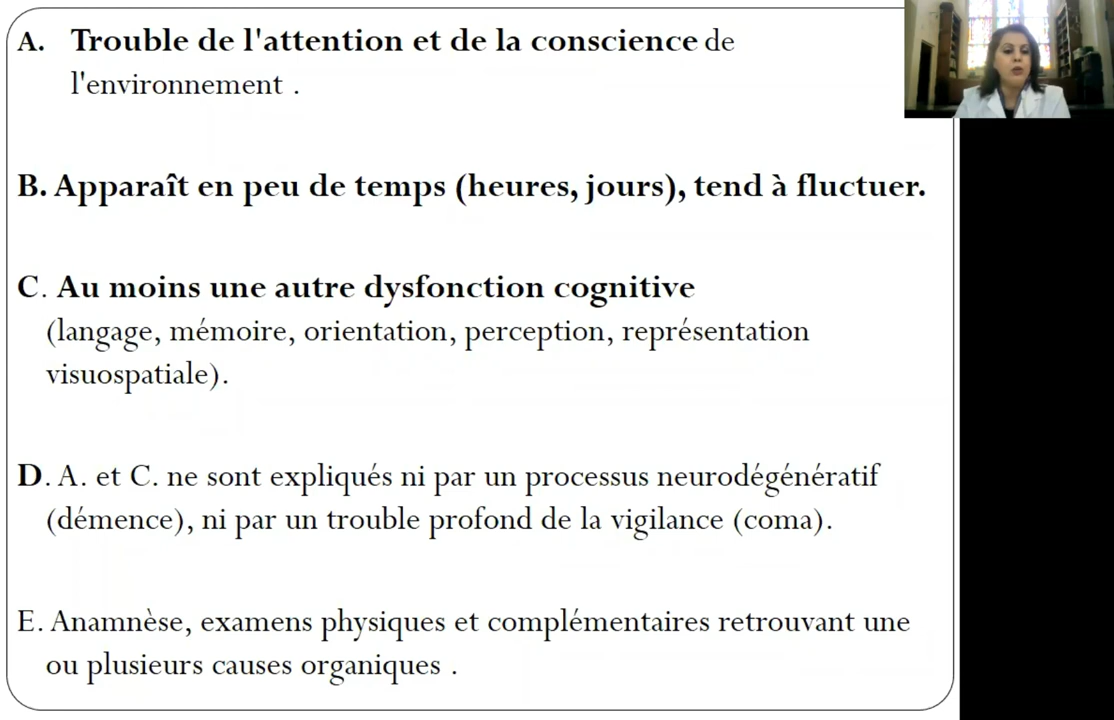 A. Trouble de l'attention et de la conscience de
l'environnement .
B. Apparaît en peu de temps (heures, jours), tend à fluctuer.
C. Au moins une autre dysfonction cognitive
(langage, mémoire, orientation, perception, représentation
visuospatiale).
D. A. et C. ne sont expliqués ni par un processus neurodégénératif
(démence), ni par un trouble profond de la vigilance (coma).
E. Anamnèse, examens physiques et complémentaires retrouvant une
ou plusieurs causes organiques .